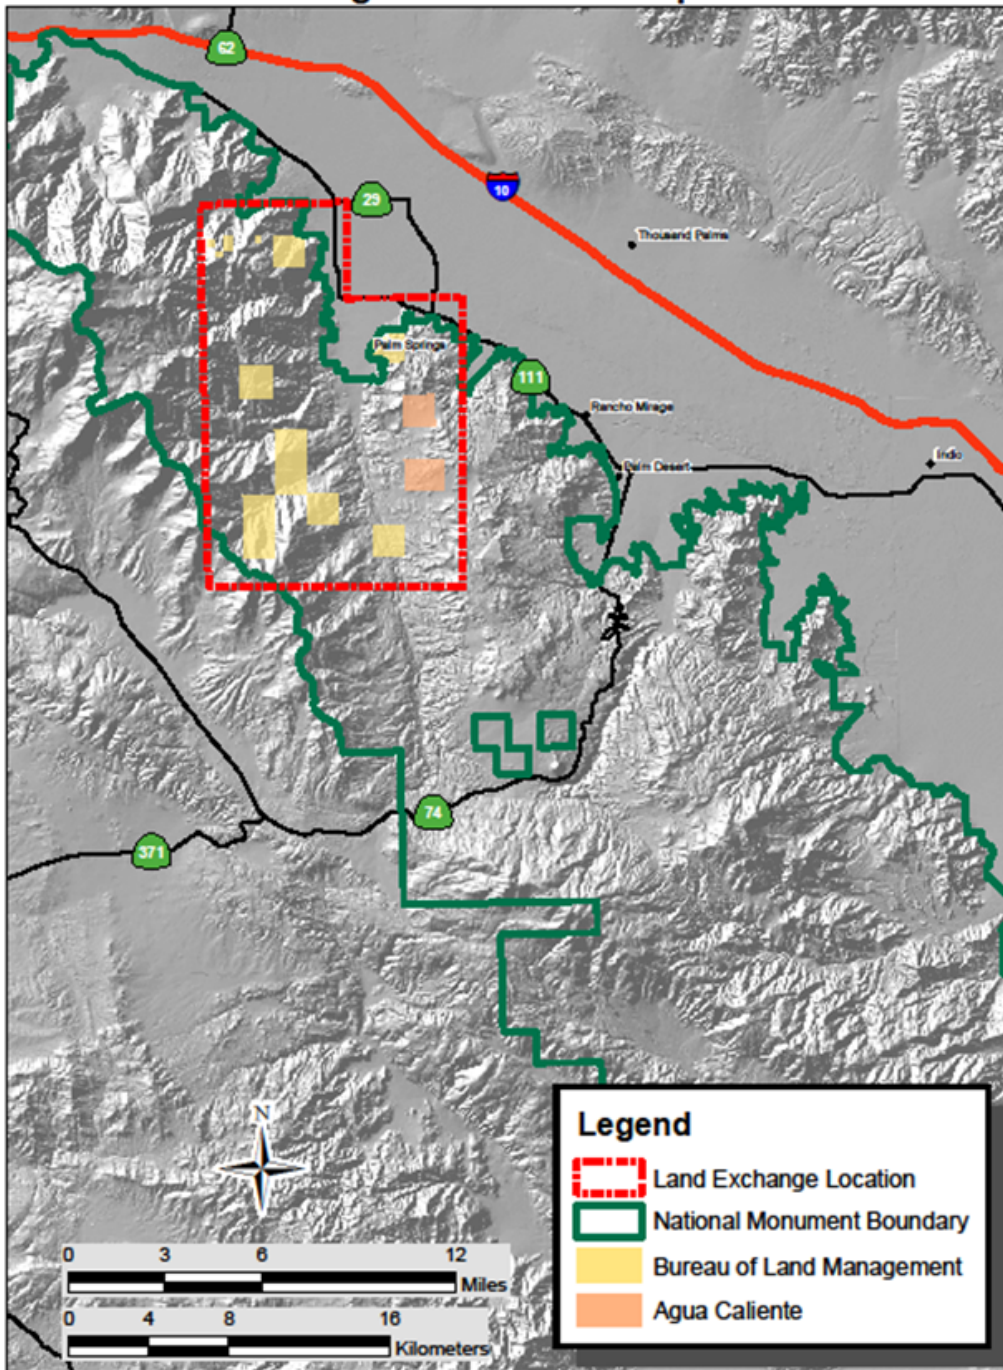 62
29
10
Thousand Palms
Palm Springs
111
Rancho Mirage
Palm Desert
Indio
74
371
N
0 3 6 12
Miles
0 4 8 16
Kilometers
Legend
Land Exchange Location
National Monument Boundary
Bureau of Land Management
Agua Caliente